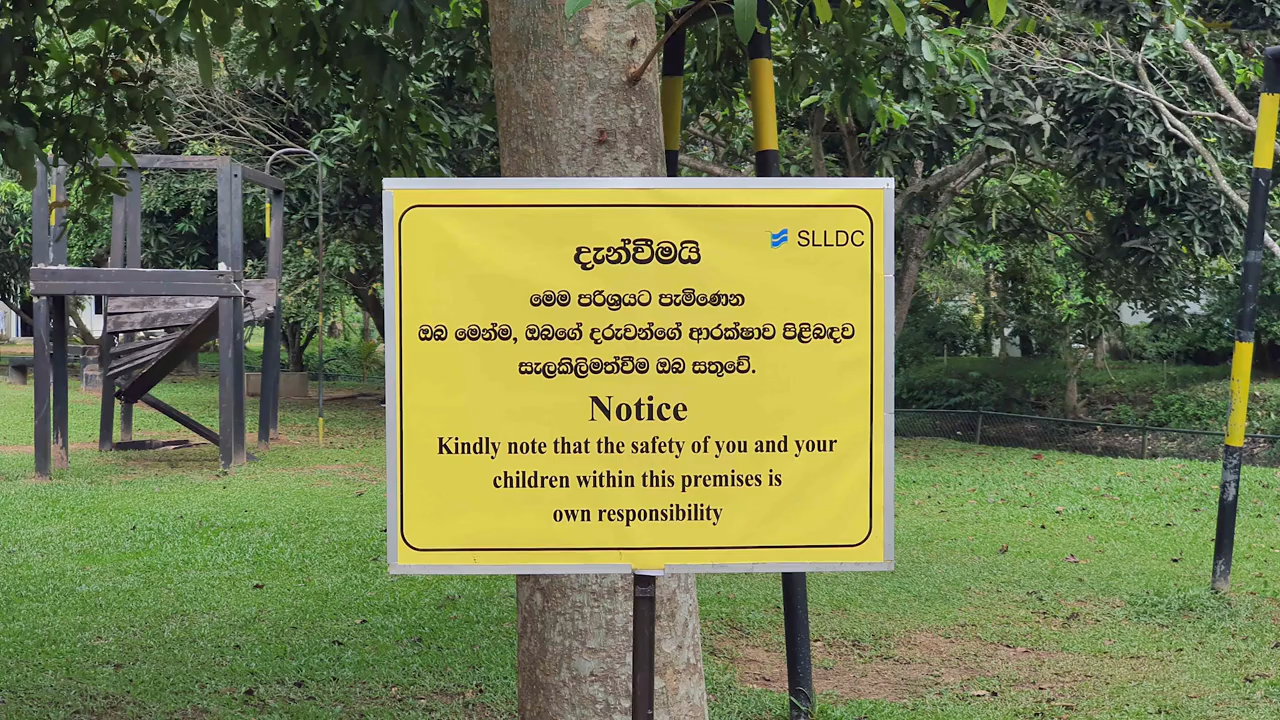 SLLDC
දැන්වීමයි
මෙම පරිශ්‍රයට පැමිණෙන
ඔබ මෙන්ම, ඔබගේ දරුවන්ගේ ආරක්ෂාව පිළිබඳව
සැලකිලිමත්වීම ඔබ සතුවේ.
Notice
Kindly note that the safety of you and your
children within this premises is
own responsibility